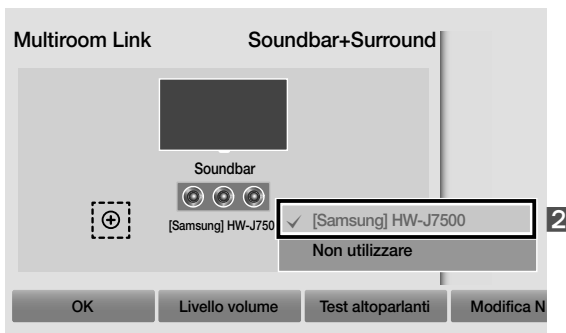 Multiroom Link
Soundbar+Surround
Soundbar
[Samsung] HW-J750
[Samsung] HW-J7500
2
Non utilizzare
OK
Livello volume
Test altoparlanti
Modifica N